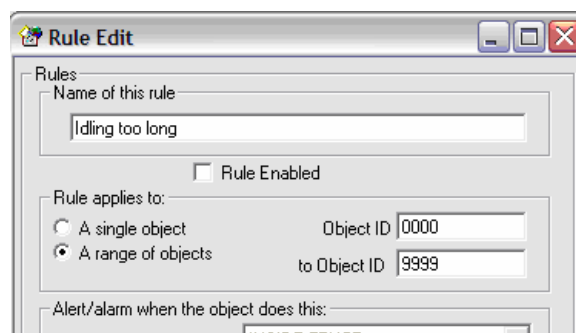 Rule Edit
Rules
Name of this rule
Idling too long
Rule Enabled
Rule applies to:
A single object
Object ID 0000
A range of objects
to Object ID 9999
Alert/alarm when the object does this: